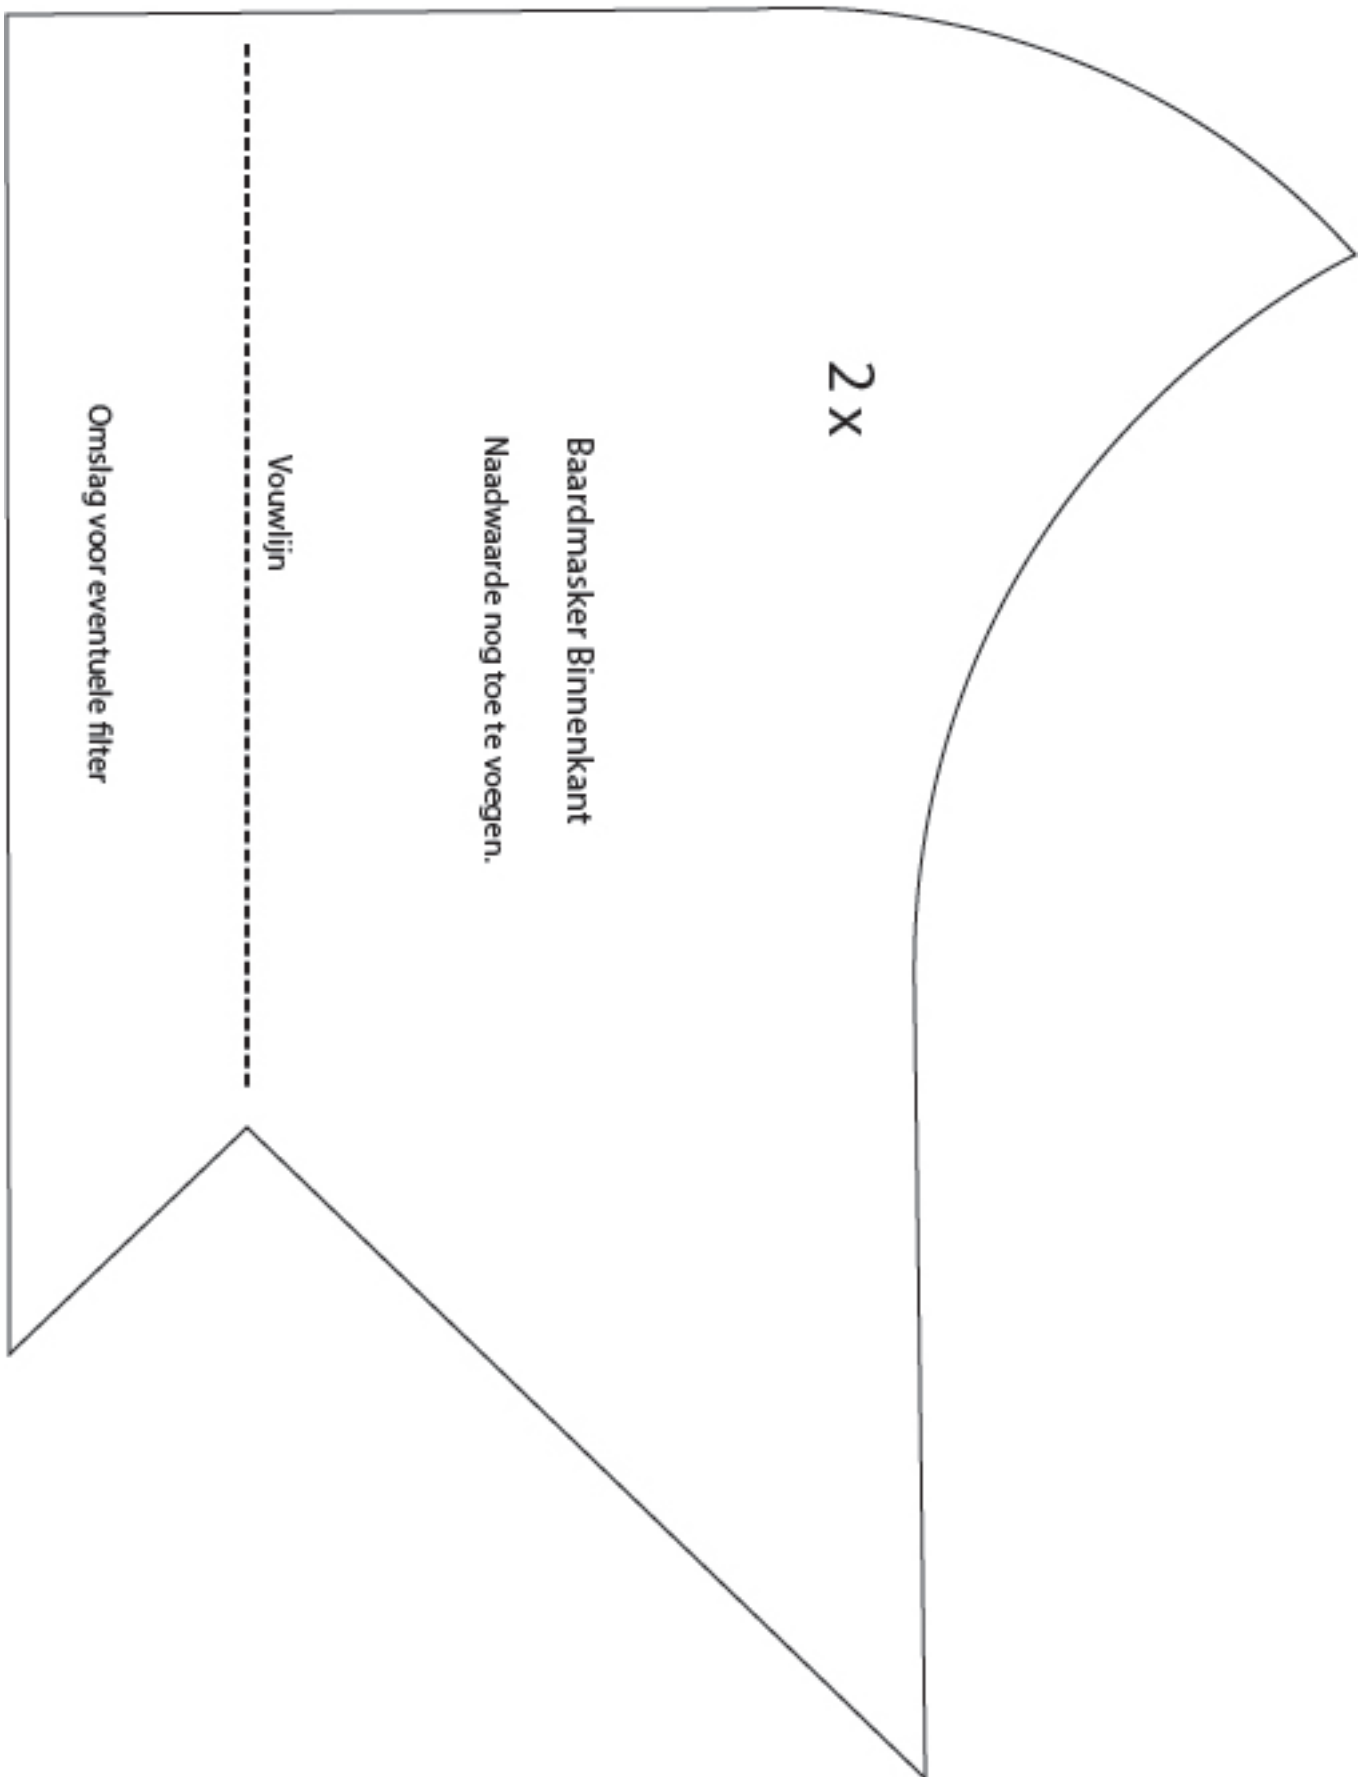 2 x
Baardmasker Binnenkant
Naadwaarde nog toe te voegen.
Vouwlijn
Omslag voor eventuele filter